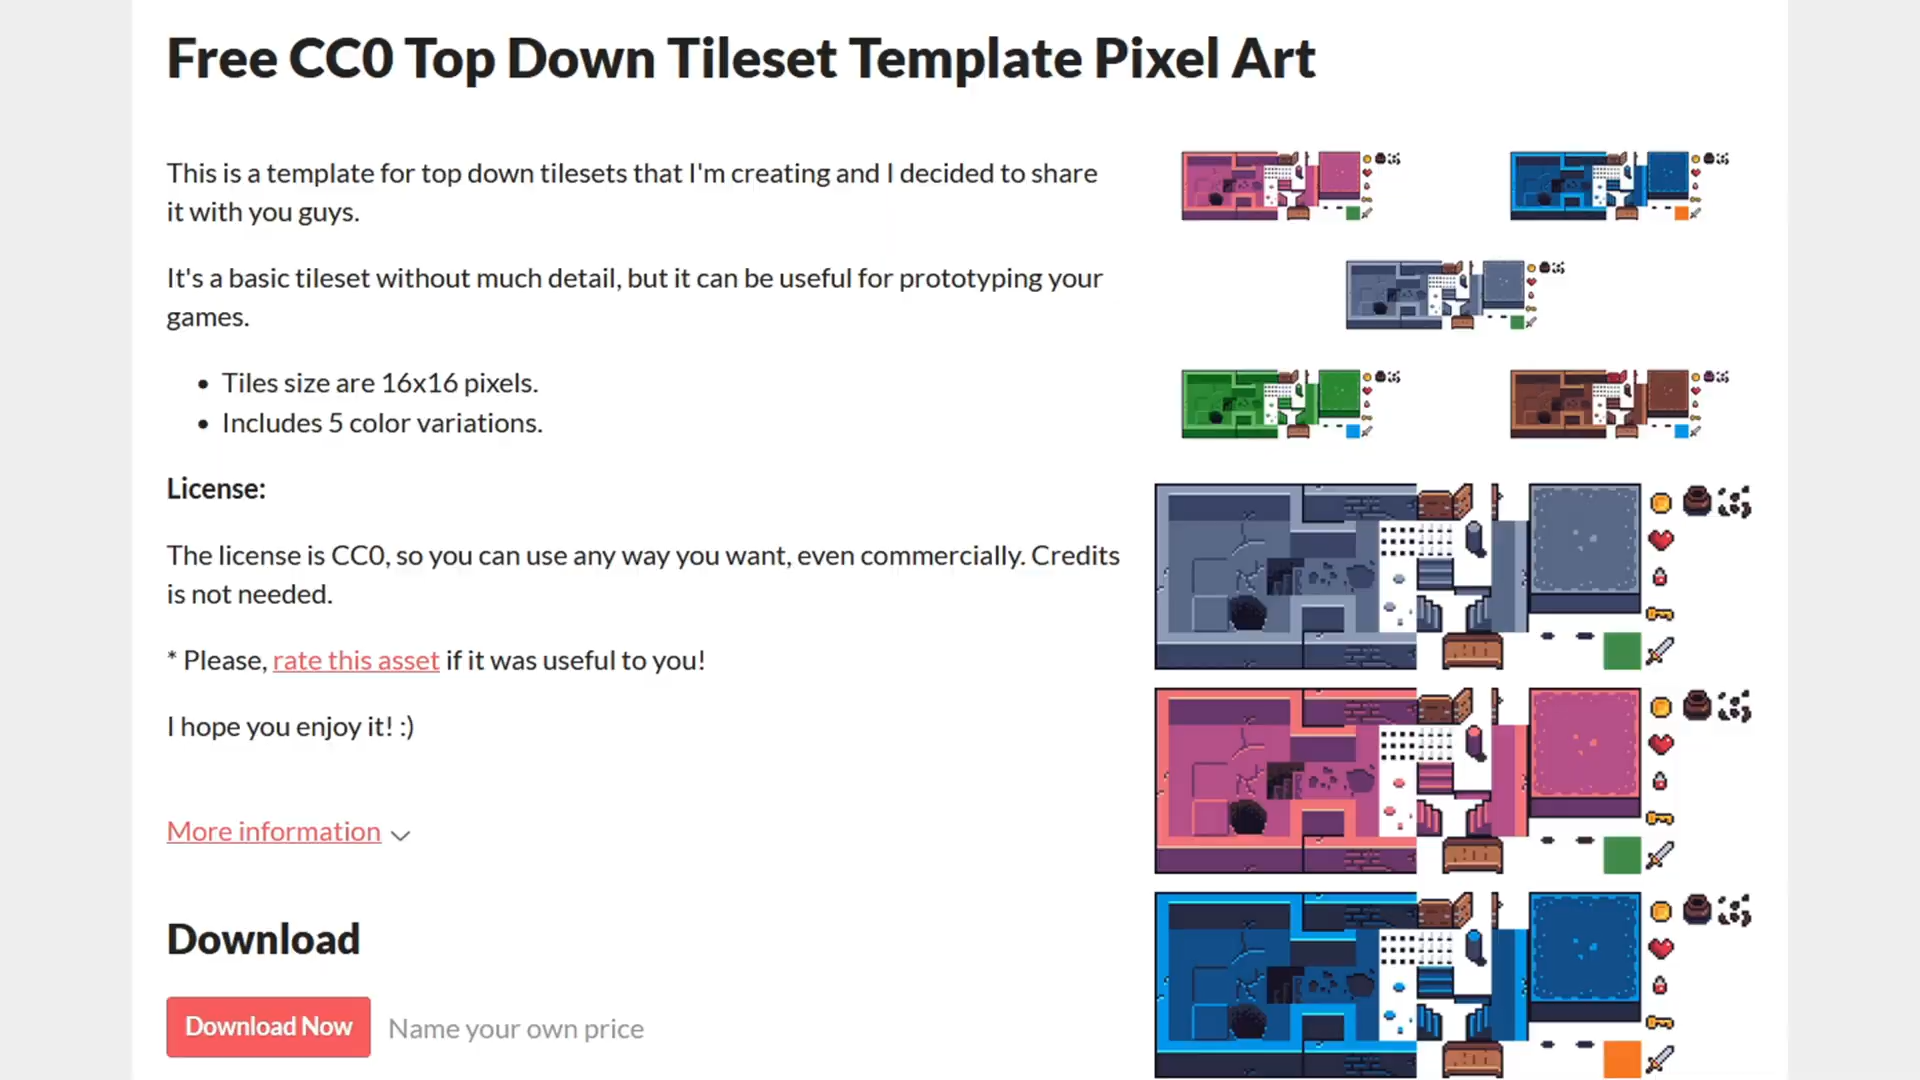 Free CC0 Top Down Tileset Template Pixel Art
This is a template for top down tilesets that I'm creating and I decided to share
it with you guys.
It's a basic tileset without much detail, but it can be useful for prototyping your
games.
• Tiles size are 16x16 pixels.
• Includes 5 color variations.
License:
The license is CC0, so you can use any way you want, even commercially. Credits
is not needed.
* Please, rate this asset if it was useful to you!
I hope you enjoy it! :)
More information
Download
Download Now Name your own price